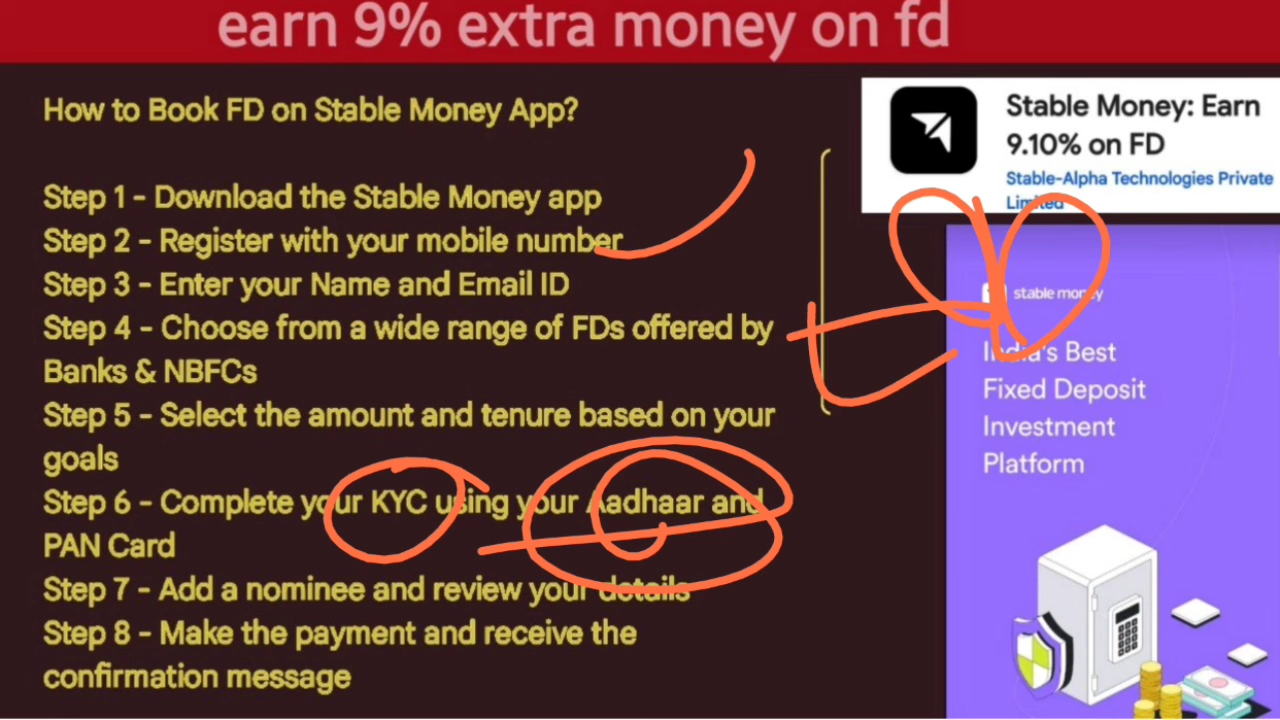 earn 9% extra money on fd
How to Book FD on Stable Money App?
Step 1 - Download the Stable Money app
Step 2 - Register with your mobile number
Step 3 - Enter your Name and Email ID
Step 4 - Choose from a wide range of FDs offered by
Banks & NBFCs
Step 5 - Select the amount and tenure based on your
goals
Step 6 - Complete your KYC using your Aadhaar and
PAN Card
Step 7 - Add a nominee and review your details
Step 8 - Make the payment and receive the
confirmation message
Stable Money: Earn
9.10% on FD
Stable-Alpha Technologies Private
Limited
stable money
India's Best
Fixed Deposit
Investment
Platform